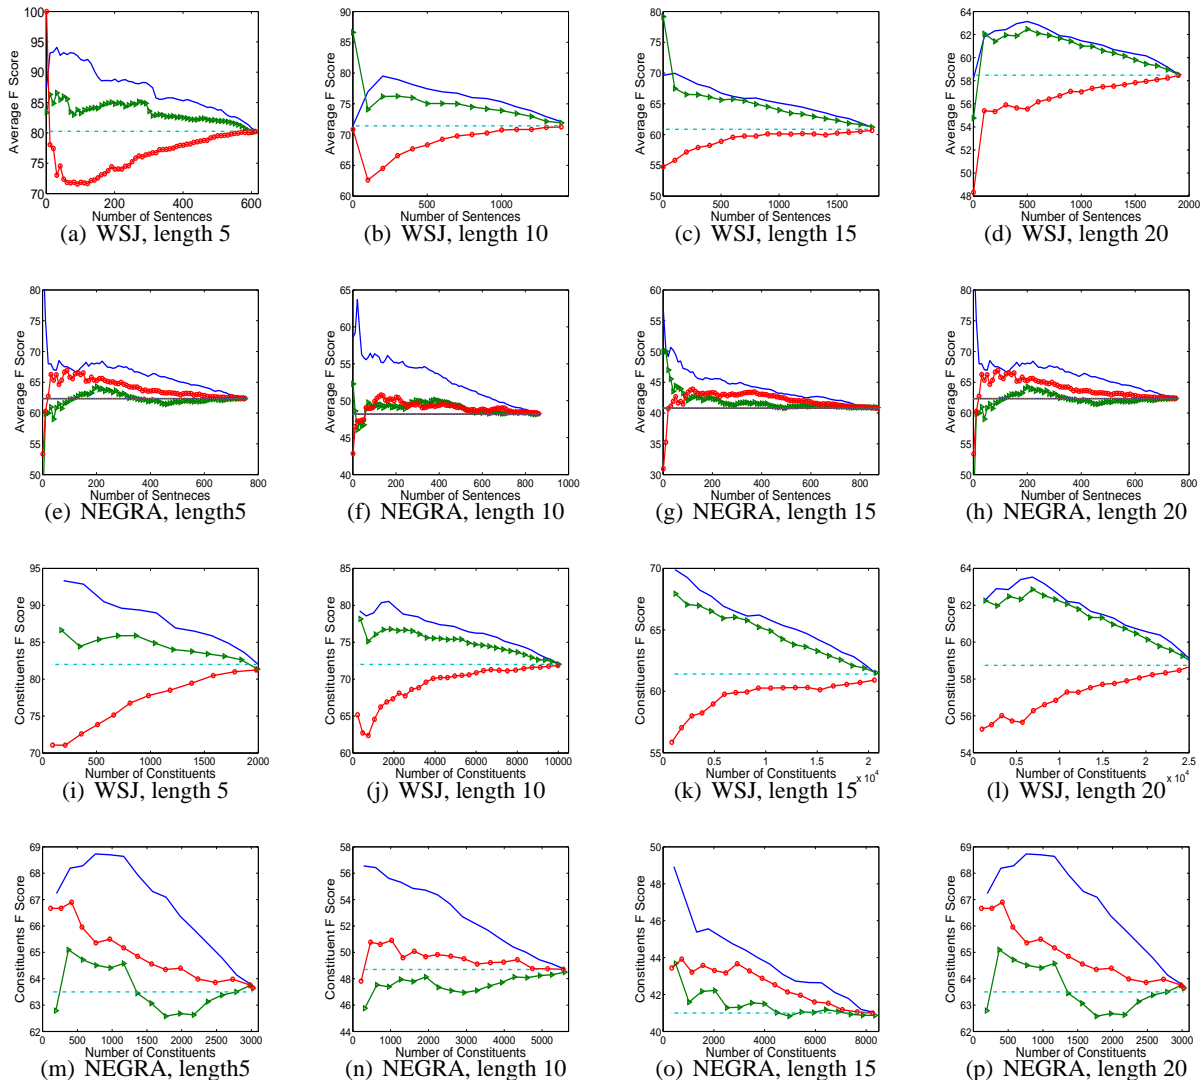 Average F Score
100
95
90
85
80
75
70
0 200 400 600
Number of Sentences
(a) WSJ, length 5
Average F Score
90
85
80
75
70
65
60
0 500 1000
Number of Sentences
(b) WSJ, length 10
Average F Score
80
75
70
65
60
55
50
0 500 1000 1500
Number of Sentences
(c) WSJ, length 15
Average F Score
64
62
60
58
56
54
52
50
48
0 500 1000 1500 2000
Number of Sentences
(d) WSJ, length 20
Average F Score
80
75
70
65
60
55
50
0 200 400 600 800
Number of Sentneces
(e) NEGRA, length5
Average F Score
65
60
55
50
45
40
0 200 400 600 800 1000
Number of Sentneces
(f) NEGRA, length 10
Average F Score
60
55
50
45
40
35
30
0 200 400 600 800
Number of Sentneces
(g) NEGRA, length 15
Average F Score
80
75
70
65
60
55
50
0 200 400 600 800
Number of Sentneces
(h) NEGRA, length 20
Constituents F Score
95
90
85
80
75
70
0 500 1000 1500 2000
Number of Constituents
(i) WSJ, length 5
Constituents F Score
85
80
75
70
65
60
0 2000 4000 6000 8000 10000
Number of Constituents
(j) WSJ, length 10
Constituents F Score
70
65
60
55
0 0.5 1 1.5 2
Number of Constituents
x 10^4
(k) WSJ, length 15
Constituents F Score
64
62
60
58
56
54
0 0.5 1 1.5 2 2.5
Number of Constituents
x 10^4
(l) WSJ, length 20
Constituents F Score
69
68
67
66
65
64
63
62
0 500 1000 1500 2000 2500 3000
Number of Constituents
(m) NEGRA, length5
Constituent F Score
58
56
54
52
50
48
46
44
0 1000 2000 3000 4000 5000
Number of Constituents
(n) NEGRA, length 10
Constituents F Score
50
48
46
44
42
40
0 2000 4000 6000 8000
Number of Constituents
(o) NEGRA, length 15
Constituents F Score
69
68
67
66
65
64
63
62
0 500 1000 1500 2000 2500 3000
Number of Constituents
(p) NEGRA, length 20